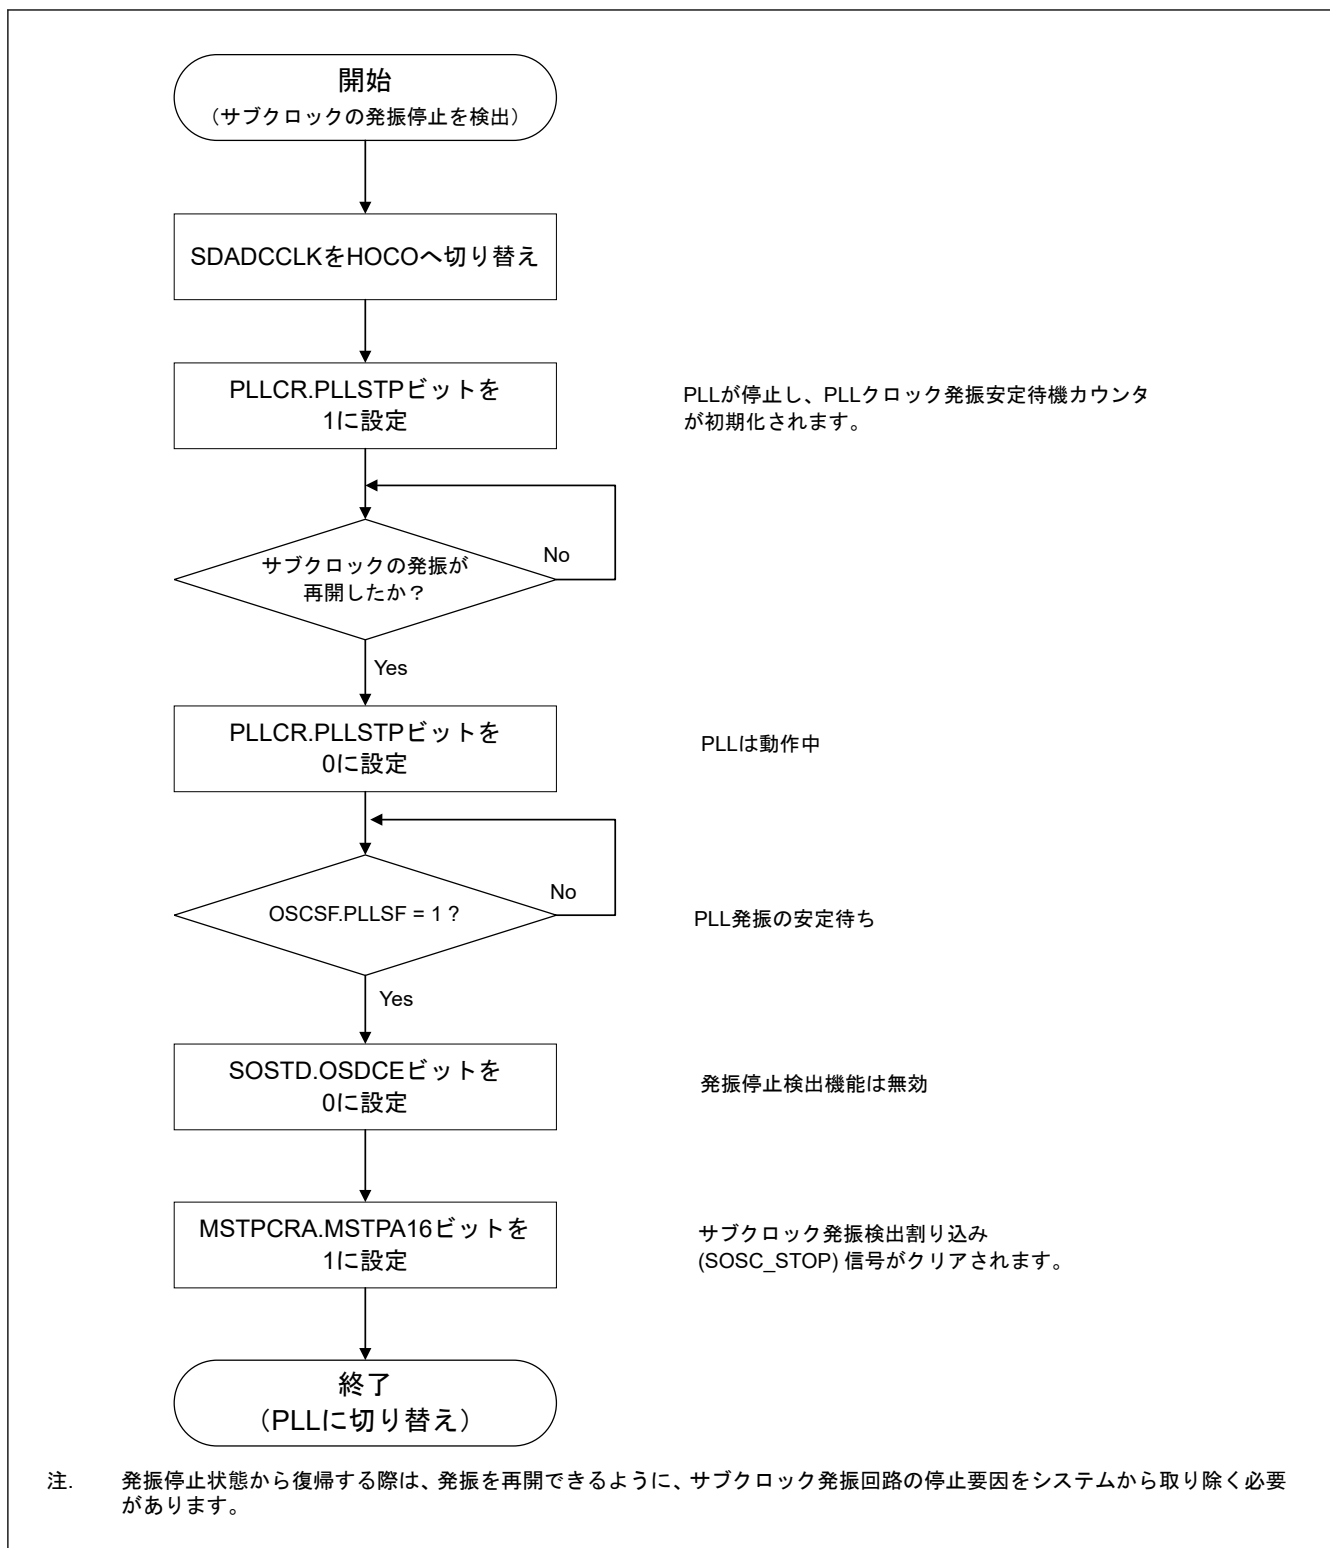 開始
（サブクロックの発振停止を検出）
SDADCCLKをHOCOへ切り替え
PLLCR.PLLSTPビットを
1に設定
PLLが停止し、PLLクロック発振安定待機カウンタ
が初期化されます。
サブクロックの発振が
再開したか？
No
Yes
PLLCR.PLLSTPビットを
0に設定
PLLは動作中
OSCSF.PLLSF = 1 ?
No
PLL発振の安定待ち
Yes
SOSTD.OSDCEビットを
0に設定
発振停止検出機能は無効
MSTPCRA.MSTPA16ビットを
1に設定
サブクロック発振検出割り込み
(SOSC_STOP) 信号がクリアされます。
終了
（PLLに切り替え）
注. 発振停止状態から復帰する際は、発振を再開できるように、サブクロック発振回路の停止要因をシステムから取り除く必要
があります。